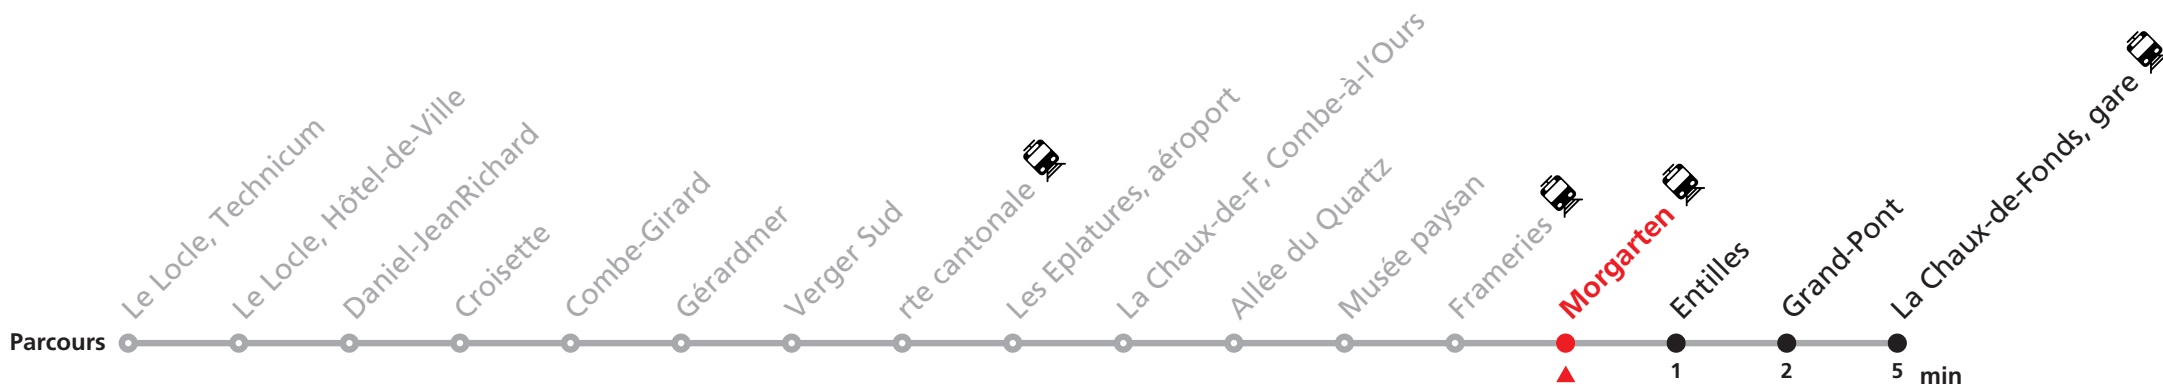 Le Locle, Technicum
Le Locle, Hôtel-de-Ville
Daniel-JeanRichard
Croisette
Combe-Girard
Gérardmer
Verger Sud
rte cantonale
Les Eplatures, aéroport
La Chaux-de-F, Combe-à-l'Ours
Allée du Quartz
Musée paysan
Frameries
Morgarten
Entilles
Grand-Pont
La Chaux-de-Fonds, gare
Parcours
1 2 5 min